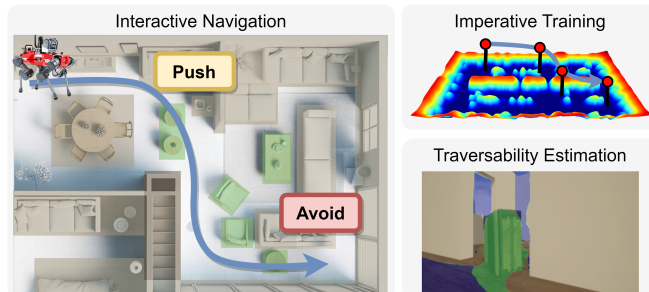 Interactive Navigation
Push
Avoid
Imperative Training
Traversability Estimation